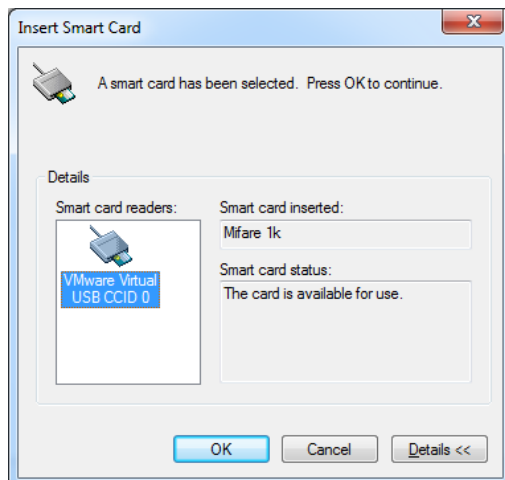 Insert Smart Card
A smart card has been selected. Press OK to continue.
Details
Smart card readers:
VMware Virtual
USB CCID 0
Smart card inserted:
Mifare 1k
Smart card status:
The card is available for use.
OK
Cancel
Details <<